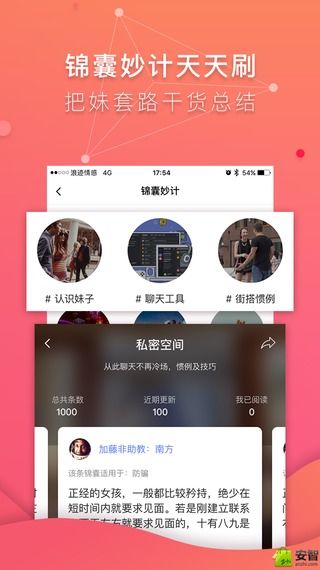 锦囊妙计天天刷
把妹套路干货总结
浪迹情感 4G 17:54 54%
锦囊妙计
# 认识妹子 # 聊天工具 # 街搭惯例
私密空间
从此聊天不再冷场，惯例及技巧
总共条数 近期更新 我已阅读
1000 100 0
加藤非助教：南方
该条锦囊适用于：防骗
正经的女孩，一般都比较矜持，绝少在
短时间内就要求见面的。若是刚建立联系
十有八九是
安智
anzhi.com